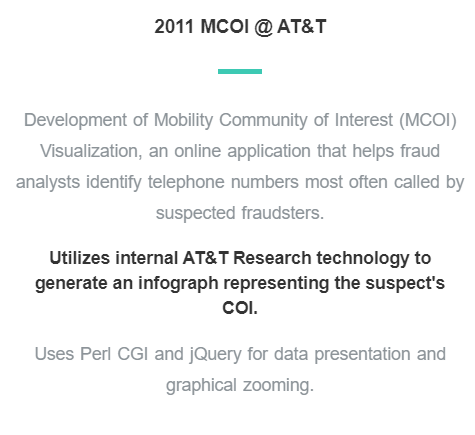 2011 MCOI @ AT&T
Development of Mobility Community of Interest (MCOI)
Visualization, an online application that helps fraud
analysts identify telephone numbers most often called by
suspected fraudsters.
Utilizes internal AT&T Research technology to
generate an infograph representing the suspect's
COI.
Uses Perl CGI and jQuery for data presentation and
graphical zooming.